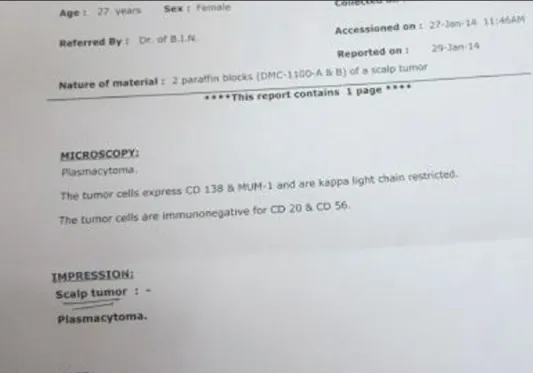 Age : 27 years Sex : Female
Accessioned on : 27-Jan-14 11:46AM
Referred By : Dr. of B.I.N.
Reported on : 29-Jan-14
Nature of material : 2 paraffin blocks (DMC-1100-A & B) of a scalp tumor
****This report contains 1 page ****
MICROSCOPY:
Plasmacytoma.
The tumor cells express CD 138 & MUM-1 and are kappa light chain restricted.
The tumor cells are immunonegative for CD 20 & CD 56.
IMPRESSION:
Scalp tumor : -
Plasmacytoma.